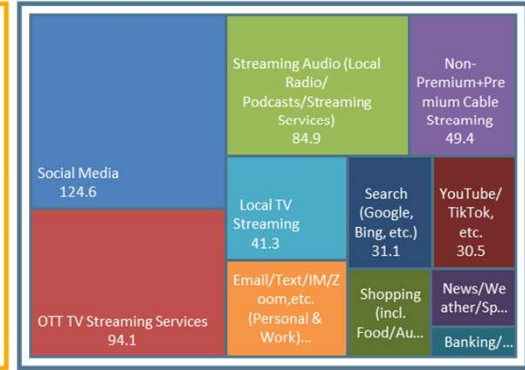 Social Media
124.6
OTT TV Streaming Services
94.1
Streaming Audio (Local
Radio/
Podcasts/Streaming
Services)
84.9
Non-
Premium+Pre
mium Cable
Streaming
49.4
Local TV
Streaming
41.3
Search
(Google,
Bing, etc.)
31.1
YouTube/
TikTok,
etc.
30.5
Email/Text/IM/Z
oom,etc.
(Personal &
Work)...
Shopping
(incl.
Food/Au...
News/We
ather/Sp...
Banking/...